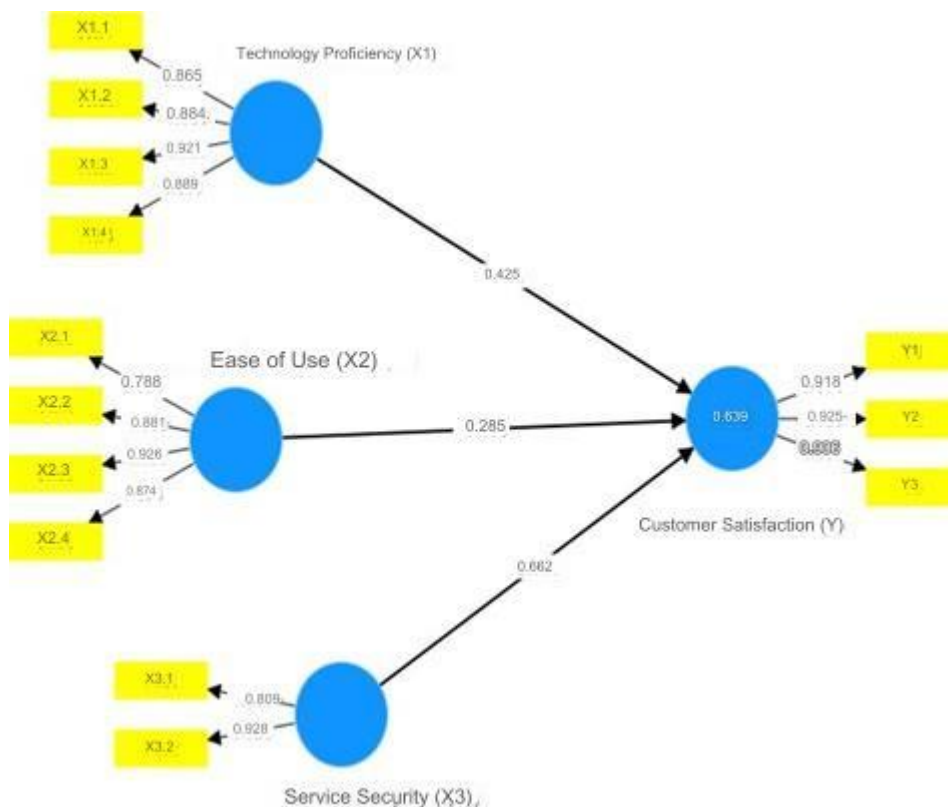 X1.1
Technology Proficiency (X1)
0.865
X1.2
0.884
X1.3
0.921
0.889
X1.4
0.425
X2.1
Ease of Use (X2)
0.788
X2.2
0.881
X2.3
0.926
0.874
X2.4
0.285
0.639
Y1
0.918
Y2
0.925
Y3
Customer Satisfaction (Y)
0.662
X3.1
0.809
0.928
X3.2
Service Security (X3)